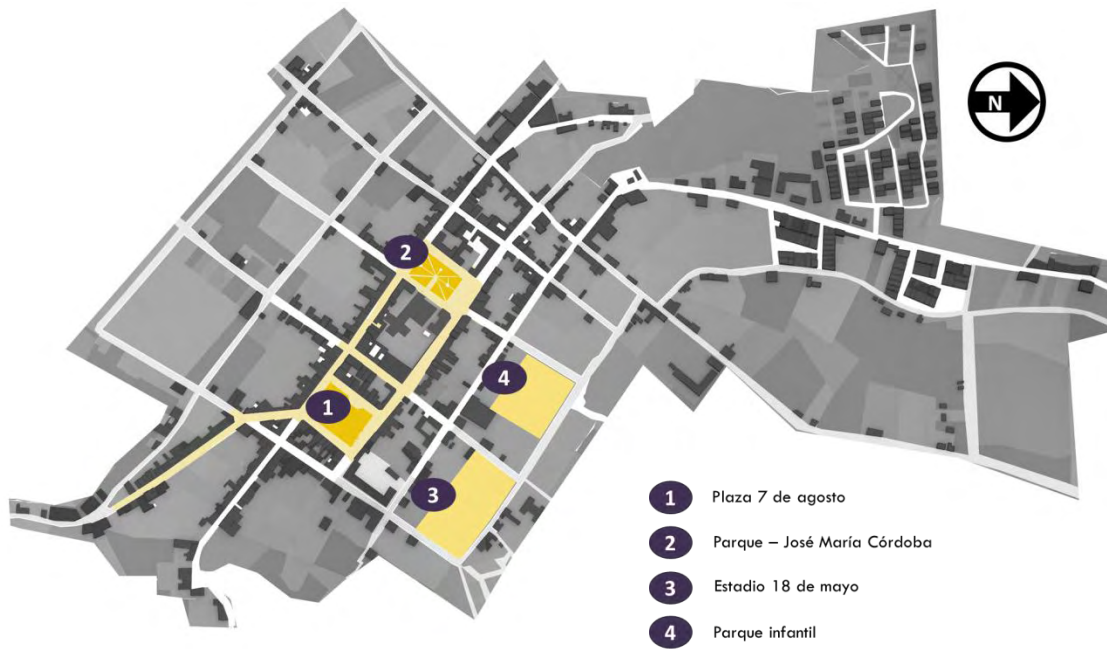 N
2
4
1
3
1 Plaza 7 de agosto
2 Parque – José María Córdoba
3 Estadio 18 de mayo
4 Parque infantil